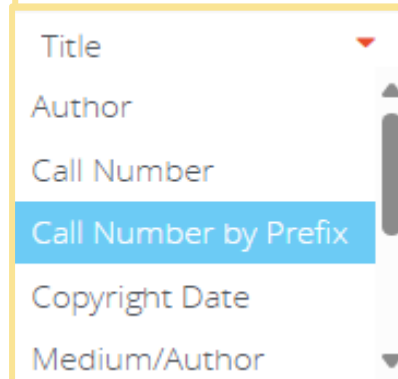 Title
Author
Call Number
Call Number by Prefix
Copyright Date
Medium/Author